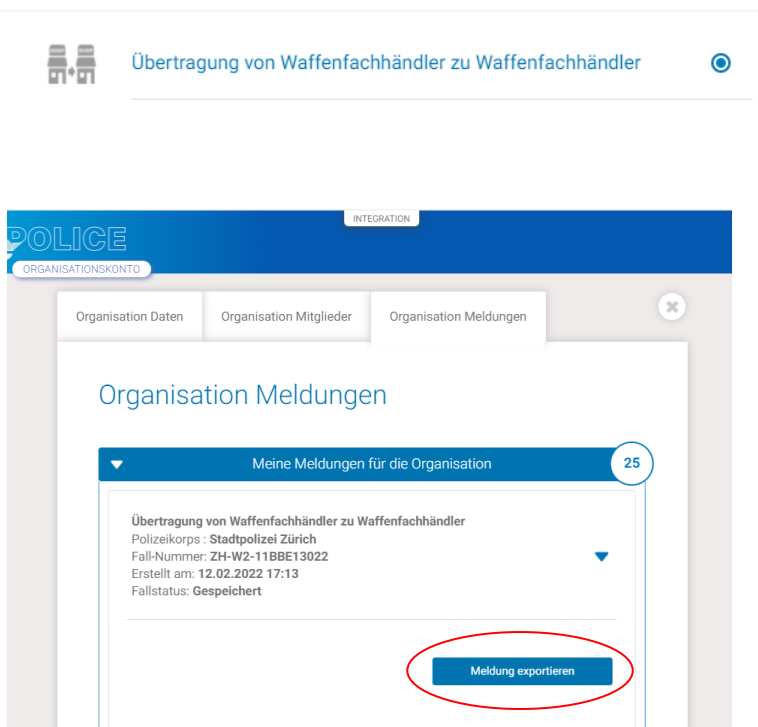 Übertragung von Waffenfachhändler zu Waffenfachhändler
INTEGRATION
POLICE
ORGANISATIONSKONTO
Organisation Daten
Organisation Mitglieder
Organisation Meldungen
Organisation Meldungen
Meine Meldungen für die Organisation
25
Übertragung von Waffenfachhändler zu Waffenfachhändler
Polizeikorps : Stadtpolizei Zürich
Fall-Nummer: ZH-W2-11BBE13022
Erstellt am: 12.02.2022 17:13
Fallstatus: Gespeichert
Meldung exportieren